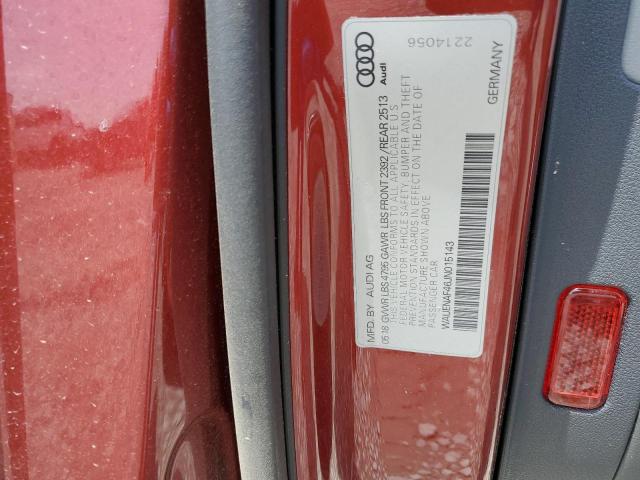 MFD. BY AUDI AG
05.18 GVWR LBS 4795 GAWR LBS FRONT 2392 / REAR 2513
THIS VEHICLE CONFORMS TO ALL APPLICABLE U.S
FEDERAL MOTOR VEHICLE SAFETY, BUMPER AND THEFT
PREVENTION STANDARDS IN EFFECT ON THE DATE OF
MANUFACTURE SHOWN ABOVE
PASSENGER CAR
WAUENAF46JN015143
GERMANY
Audi
2214056